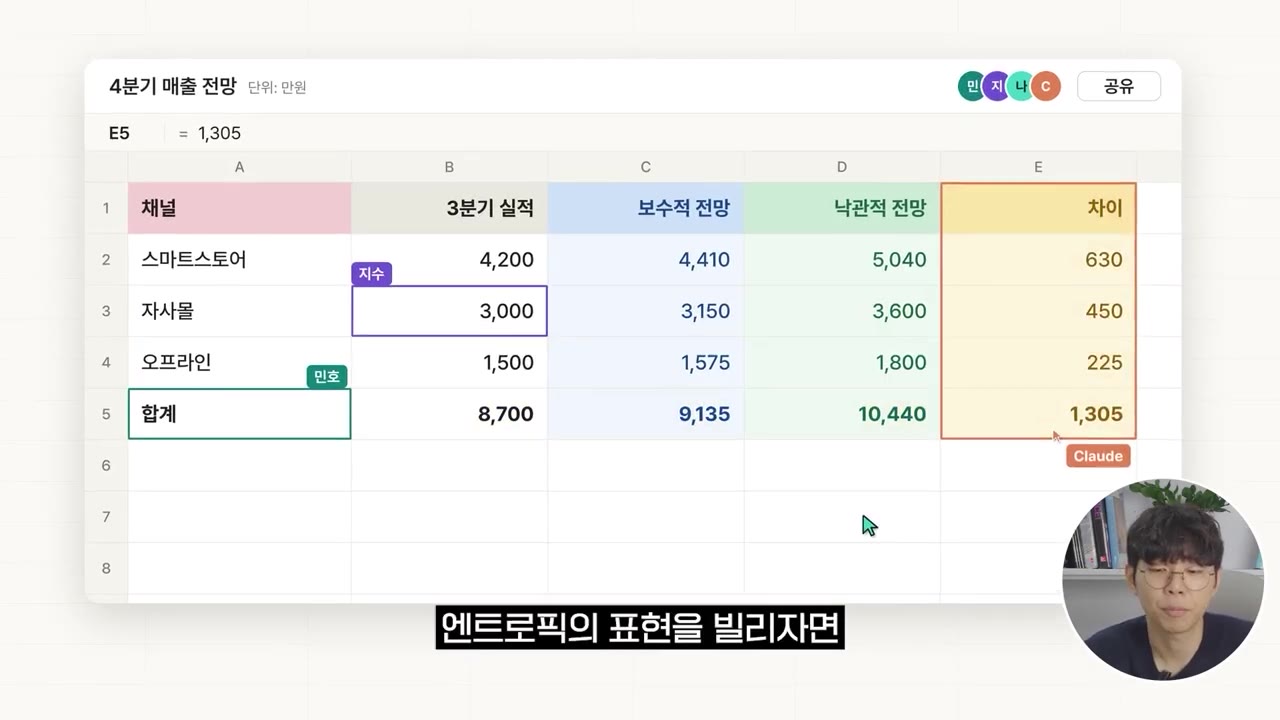 4분기 매출 전망 단위: 만원 민 지 나 C 공유
E5 = 1,305
A B C D E
1 채널 3분기 실적 보수적 전망 낙관적 전망 차이
2 스마트스토어 4,200 4,410 5,040 630
지수
3 자사몰 3,000 3,150 3,600 450
4 오프라인 1,500 1,575 1,800 225
민호
5 합계 8,700 9,135 10,440 1,305
Claude
6
7
8
엔트로픽의 표현을 빌리자면